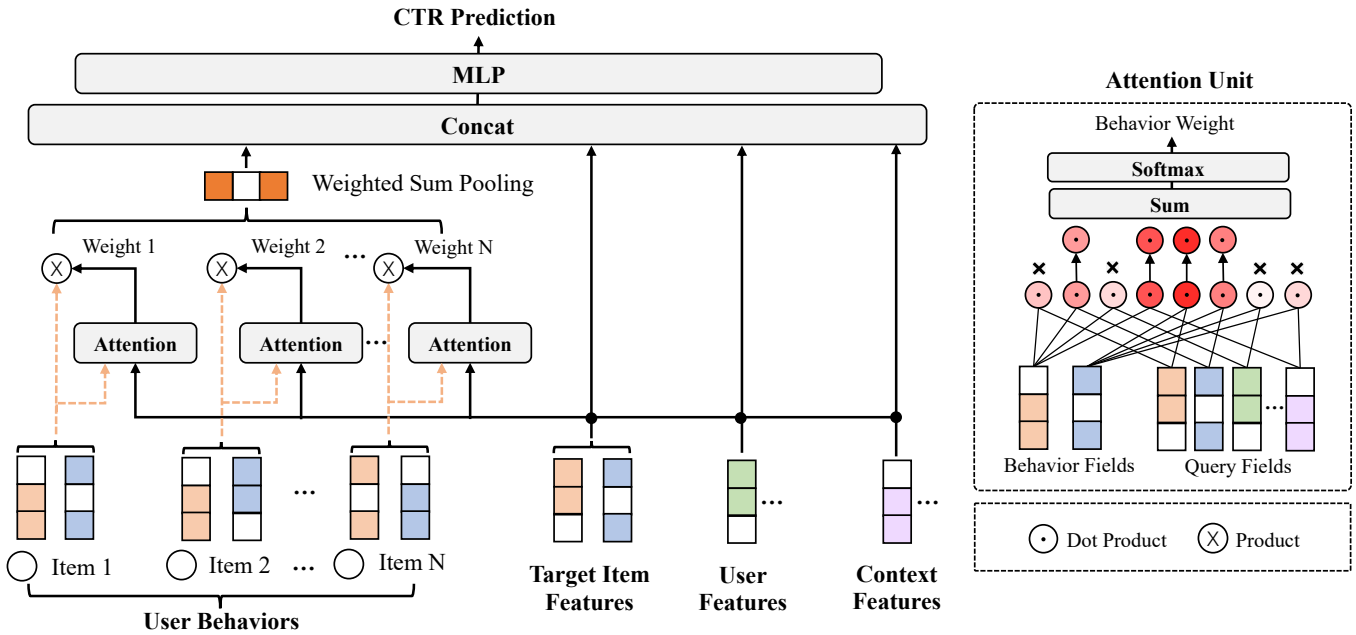 CTR Prediction
MLP
Concat
Weighted Sum Pooling
Weight 1
Weight 2
...
Weight N
Attention
Attention
...
Attention
...
...
...
Item 1
Item 2
...
Item N
User Behaviors
Target Item
Features
User
Features
Context
Features
Attention Unit
Behavior Weight
Softmax
Sum
...
Behavior Fields
Query Fields
Dot Product
X Product